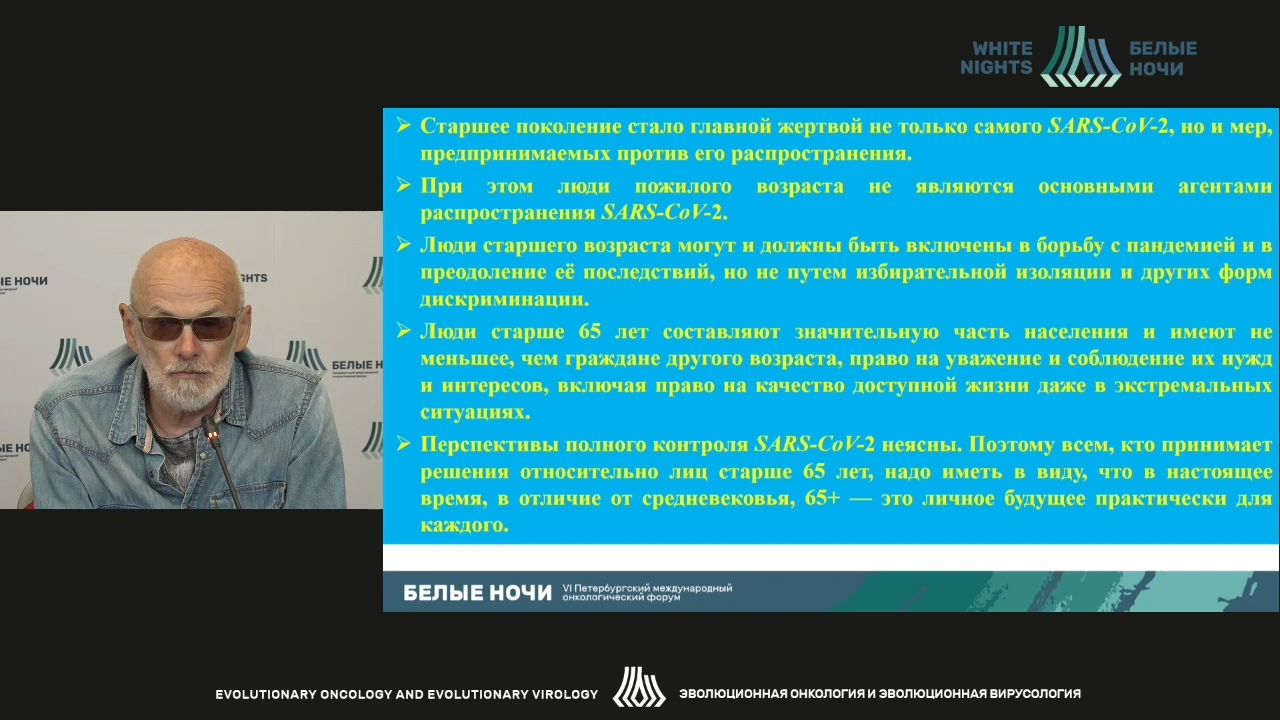 WHITE NIGHTS
БЕЛЫЕ НОЧИ
➢ Старшее поколение стало главной жертвой не только самого SARS-CoV-2, но и мер,
предпринимаемых против его распространения.
➢ При этом люди пожилого возраста не являются основными агентами
распространения SARS-CoV-2.
➢ Люди старшего возраста могут и должны быть включены в борьбу с пандемией и в
преодоление её последствий, но не путем избирательной изоляции и других форм
дискриминации.
➢ Люди старше 65 лет составляют значительную часть населения и имеют не
меньшее, чем граждане другого возраста, право на уважение и соблюдение их нужд
и интересов, включая право на качество доступной жизни даже в экстремальных
ситуациях.
➢ Перспективы полного контроля SARS-CoV-2 неясны. Поэтому всем, кто принимает
решения относительно лиц старше 65 лет, надо иметь в виду, что в настоящее
время, в отличие от средневековья, 65+ — это личное будущее практически для
каждого.
ЫЕ НОЧИ
GHTS
БЕЛЫЕ Н
ЫЕ НО
БЕЛЫЕ НОЧИ
VI Петербургский международный
онкологический форум
EVOLUTIONARY ONCOLOGY AND EVOLUTIONARY VIROLOGY
ЭВОЛЮЦИОННАЯ ОНКОЛОГИЯ И ЭВОЛЮЦИОННАЯ ВИРУСОЛОГИЯ